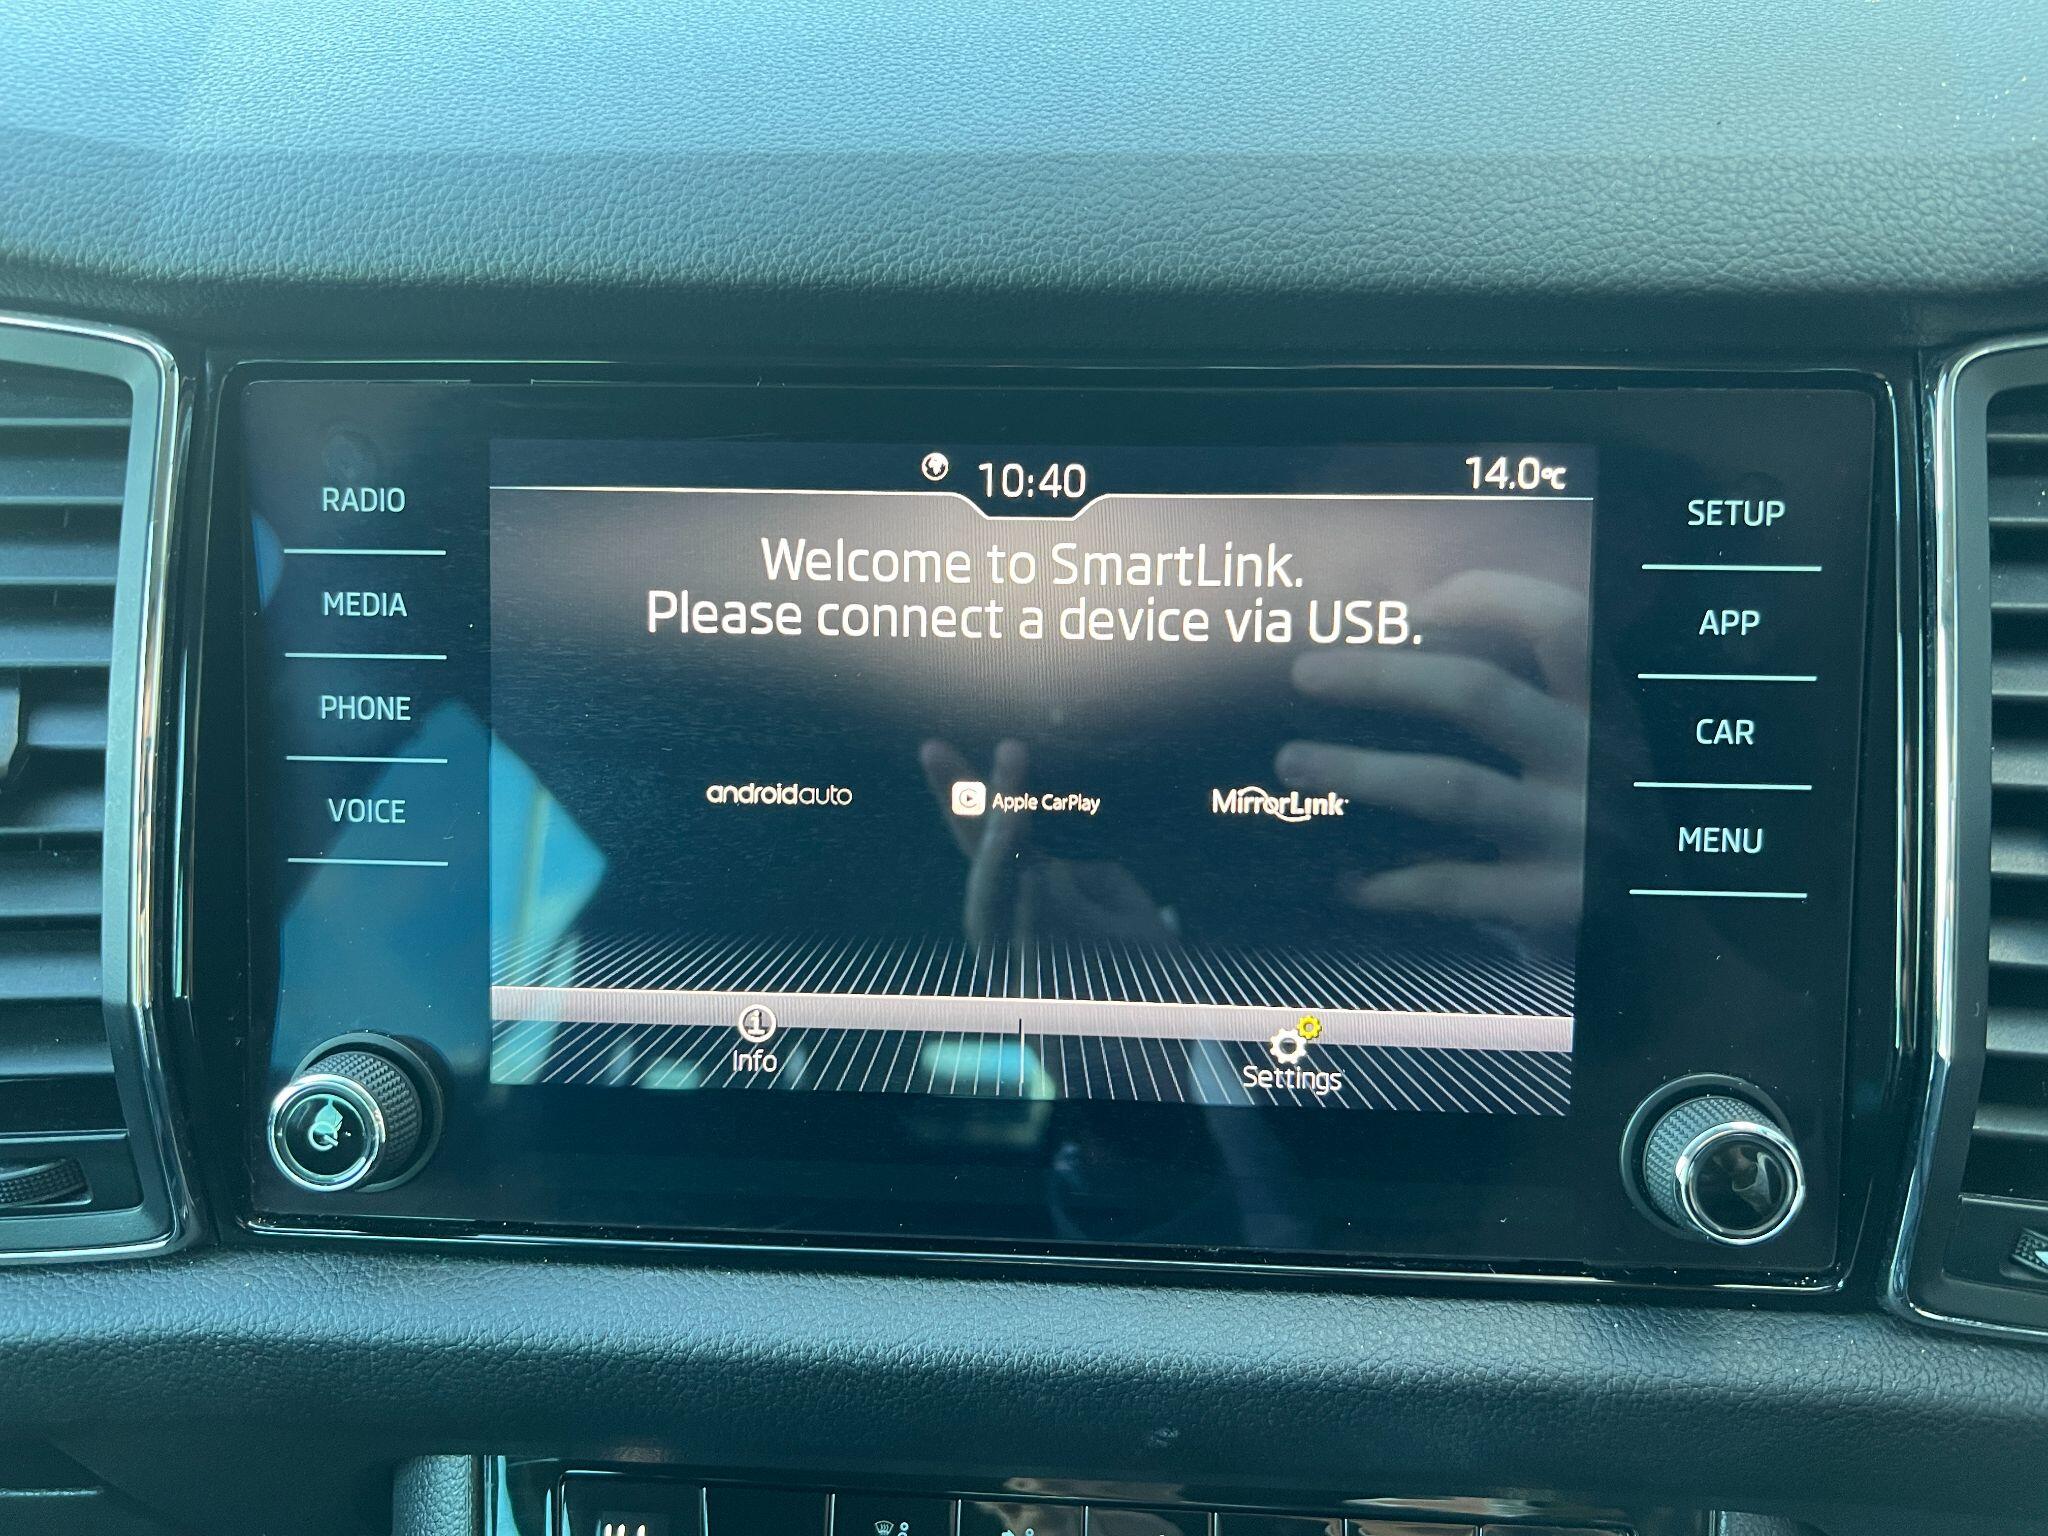 10:40
14.0°C
RADIO
MEDIA
PHONE
VOICE
Welcome to SmartLink.
Please connect a device via USB.
androidauto
Apple CarPlay
MirrorLink
Info
Settings
SETUP
APP
CAR
MENU